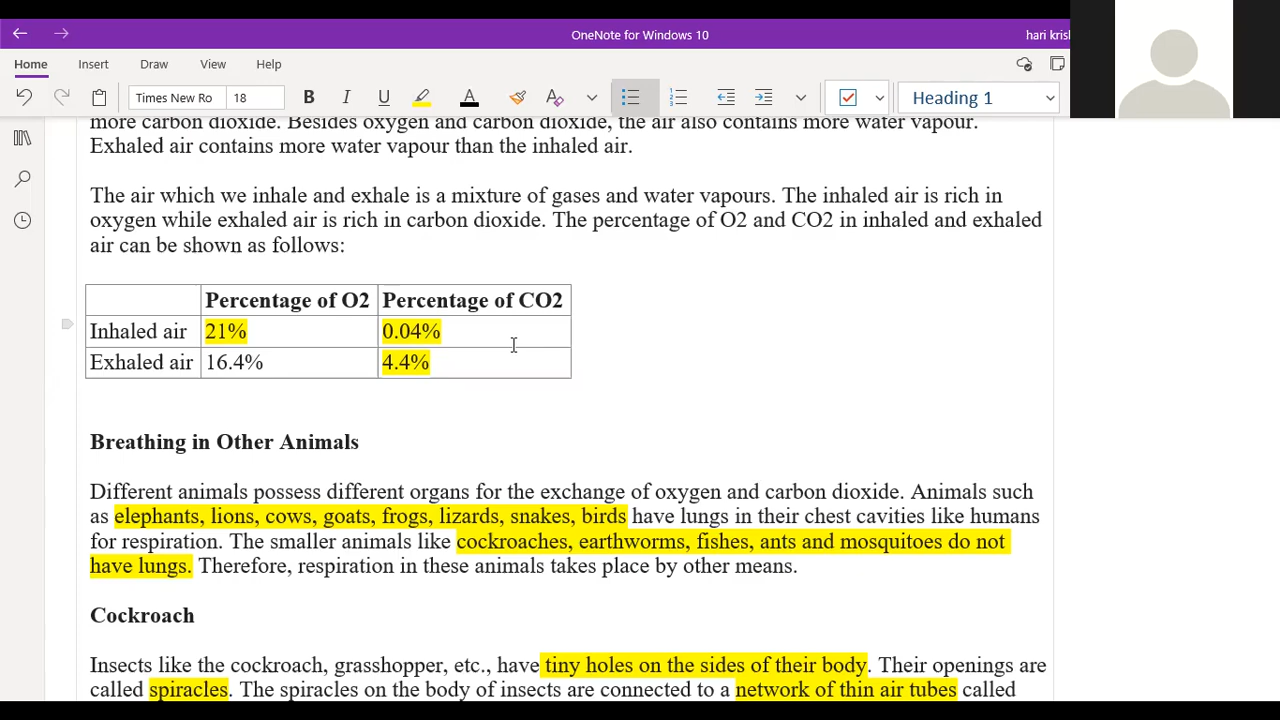 OneNote for Windows 10
hari krish
Home Insert Draw View Help
Times New Ro 18 B I U A Heading 1
more carbon dioxide. Besides oxygen and carbon dioxide, the air also contains more water vapour.
Exhaled air contains more water vapour than the inhaled air.
The air which we inhale and exhale is a mixture of gases and water vapours. The inhaled air is rich in
oxygen while exhaled air is rich in carbon dioxide. The percentage of O2 and CO2 in inhaled and exhaled
air can be shown as follows:
Percentage of O2 Percentage of CO2
Inhaled air 21% 0.04%
Exhaled air 16.4% 4.4%
Breathing in Other Animals
Different animals possess different organs for the exchange of oxygen and carbon dioxide. Animals such
as elephants, lions, cows, goats, frogs, lizards, snakes, birds have lungs in their chest cavities like humans
for respiration. The smaller animals like cockroaches, earthworms, fishes, ants and mosquitoes do not
have lungs. Therefore, respiration in these animals takes place by other means.
Cockroach
Insects like the cockroach, grasshopper, etc., have tiny holes on the sides of their body. Their openings are
called spiracles. The spiracles on the body of insects are connected to a network of thin air tubes called